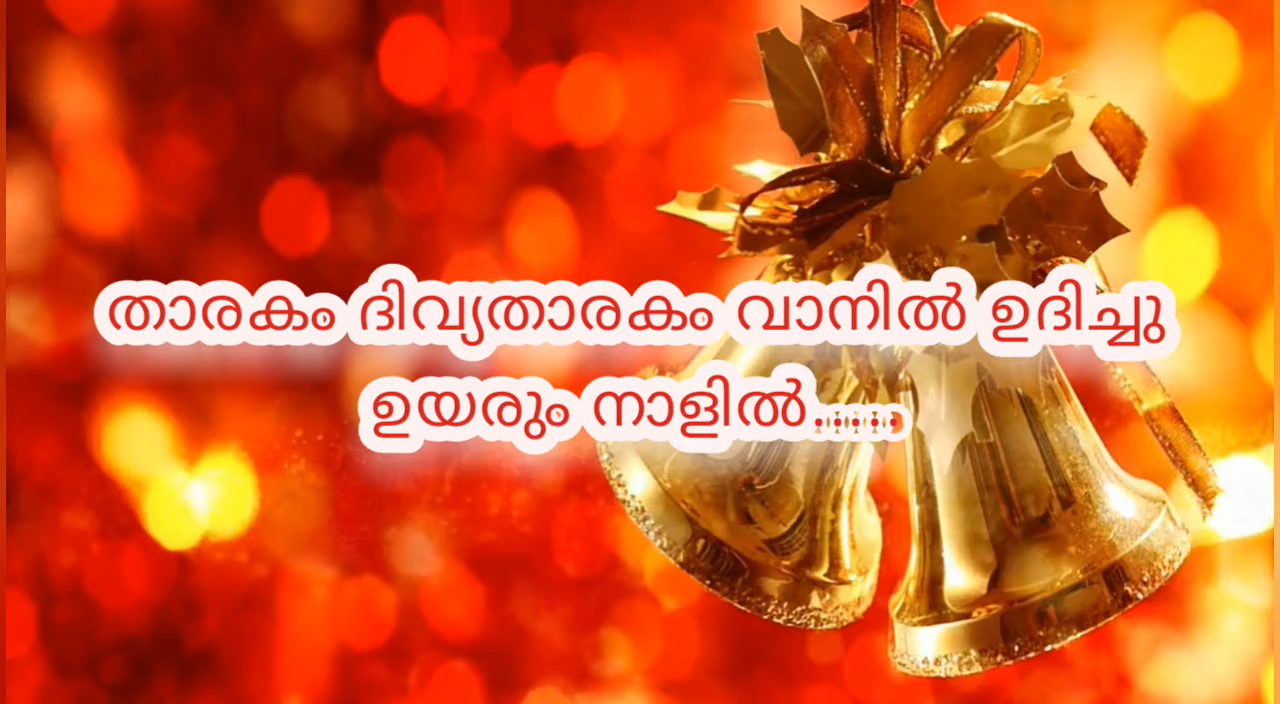 താരകം ദിവ്യതാരകം വാനിൽ ഉദിച്ചു
ഉയരും നാളിൽ......